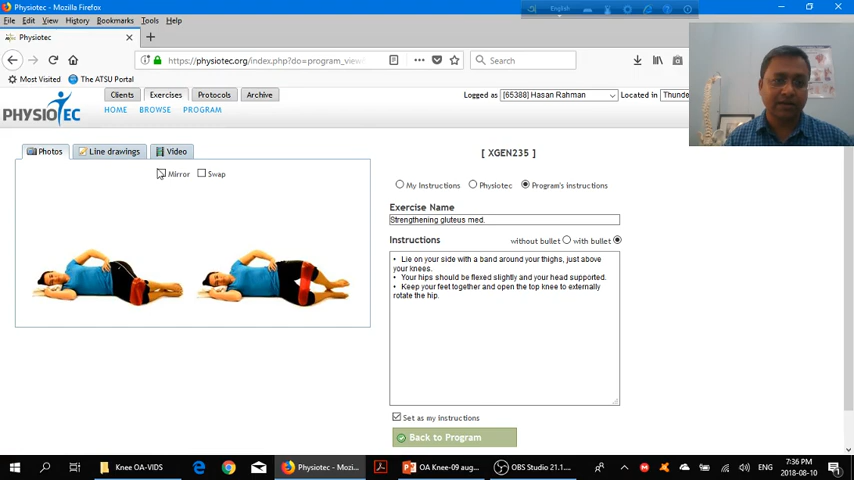 Physiotec - Mozilla Firefox
English
File Edit View History Bookmarks Tools Help
Physiotec
https://physiotec.org/index.php?do=program_view
Search
Most Visited
The ATSU Portal
PHYSIOTEC
Clients
Exercises
Protocols
Archive
HOME
BROWSE
PROGRAM
Logged as
[65388] Hasan Rahman
Located in
Thunde
Photos
Line drawings
Video
Mirror
Swap
[ XGEN235 ]
My Instructions
Physiotec
Program's instructions
Exercise Name
Strengthening gluteus med.
Instructions
without bullet
with bullet
• Lie on your side with a band around your thighs, just above
your knees.
• Your hips should be flexed slightly and your head supported.
• Keep your feet together and open the top knee to externally
rotate the hip.
Set as my instructions
Back to Program
Knee OA-VIDS
Physiotec - Mozi...
OA Knee-09 aug...
OBS Studio 21.1....
ENG
7:36 PM
2018-08-10